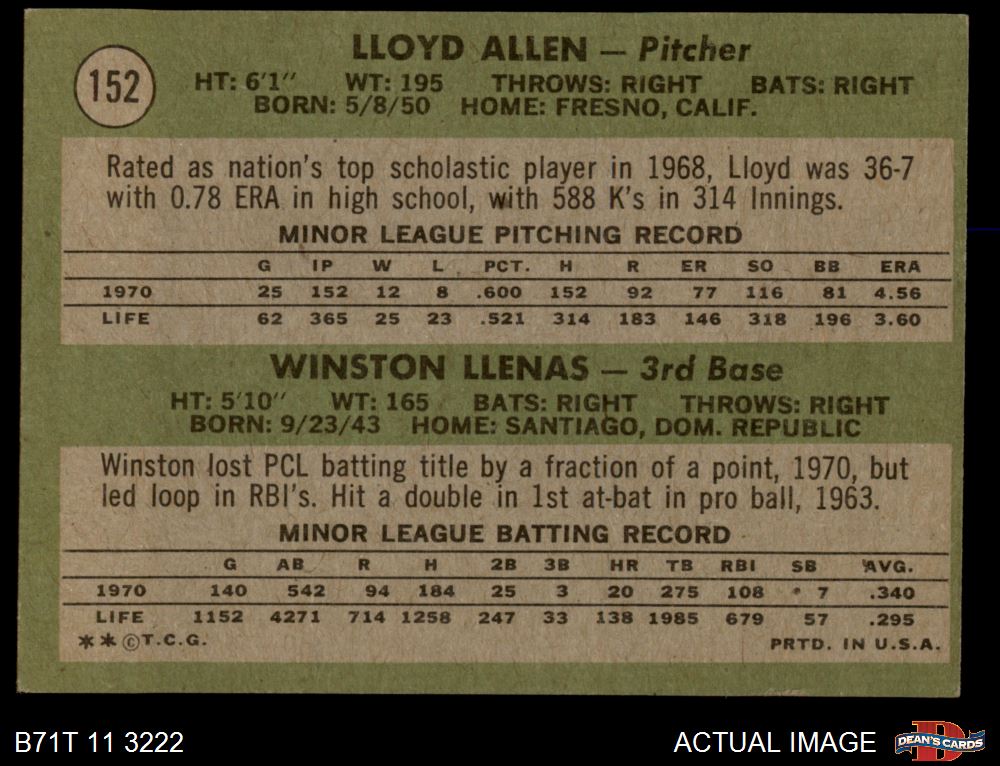 152
LLOYD ALLEN — Pitcher
HT: 6'1" WT: 195 THROWS: RIGHT BATS: RIGHT
BORN: 5/8/50 HOME: FRESNO, CALIF.
Rated as nation's top scholastic player in 1968, Lloyd was 36-7
with 0.78 ERA in high school, with 588 K's in 314 Innings.
MINOR LEAGUE PITCHING RECORD
G IP W L PCT. H R ER SO BB ERA
1970 25 152 12 8 .600 152 92 77 116 81 4.56
LIFE 62 365 25 23 .521 314 183 146 318 196 3.60
WINSTON LLENAS — 3rd Base
HT: 5'10" WT: 165 BATS: RIGHT THROWS: RIGHT
BORN: 9/23/43 HOME: SANTIAGO, DOM. REPUBLIC
Winston lost PCL batting title by a fraction of a point, 1970, but
led loop in RBI's. Hit a double in 1st at-bat in pro ball, 1963.
MINOR LEAGUE BATTING RECORD
G AB R H 2B 3B HR TB RBI SB AVG.
1970 140 542 94 184 25 3 20 275 108 7 .340
LIFE 1152 4271 714 1258 247 33 138 1985 679 57 .295
**©T.C.G. PRTD. IN U.S.A.
B71T 11 3222 ACTUAL IMAGE DEAN'S CARDS